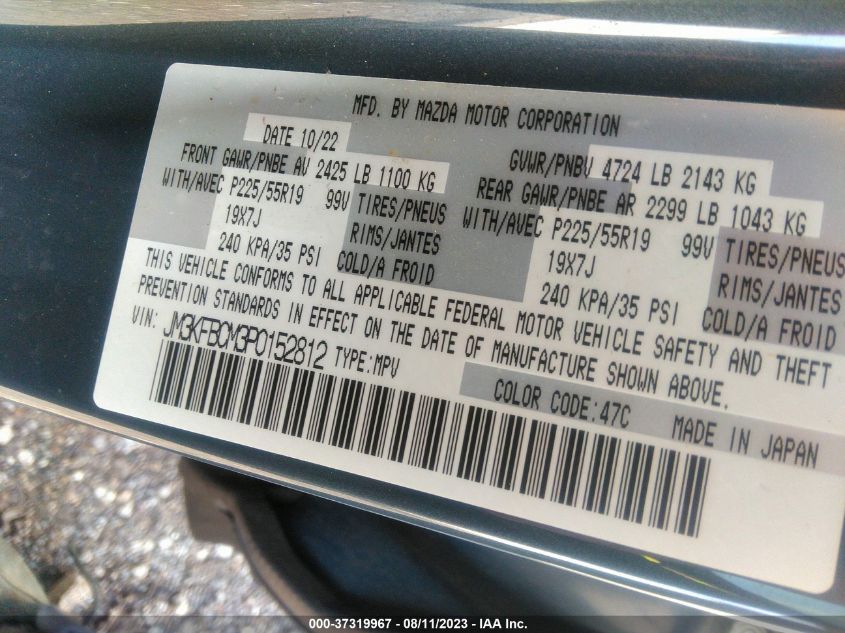 MFD. BY MAZDA MOTOR CORPORATION
DATE 10/22
GVWR/PNBV 4724 LB 2143 KG
FRONT GAWR/PNBE AV 2425 LB 1100 KG
REAR GAWR/PNBE AR 2299 LB 1043 KG
WITH/AVEC P225/55R19 99V TIRES/PNEUS
WITH/AVEC P225/55R19 99V TIRES/PNEUS
19X7J RIMS/JANTES
19X7J RIMS/JANTES
240 KPA/35 PSI COLD/A FROID
240 KPA/35 PSI COLD/A FROID
THIS VEHICLE CONFORMS TO ALL APPLICABLE FEDERAL MOTOR VEHICLE SAFETY AND THEFT
PREVENTION STANDARDS IN EFFECT ON THE DATE OF MANUFACTURE SHOWN ABOVE.
VIN: JM3KFBCM3P0152812 TYPE:MPV
COLOR CODE:47C MADE IN JAPAN
000-37319967 - 08/11/2023 - IAA Inc.